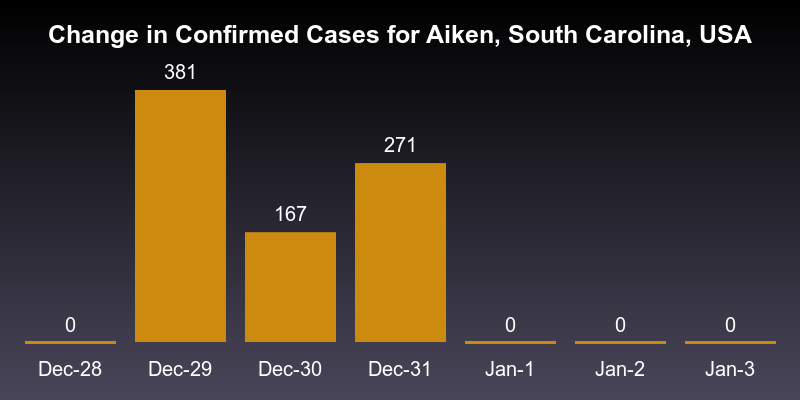 Change in Confirmed Cases for Aiken, South Carolina, USA
381
271
167
0 0 0 0
Dec-28 Dec-29 Dec-30 Dec-31 Jan-1 Jan-2 Jan-3